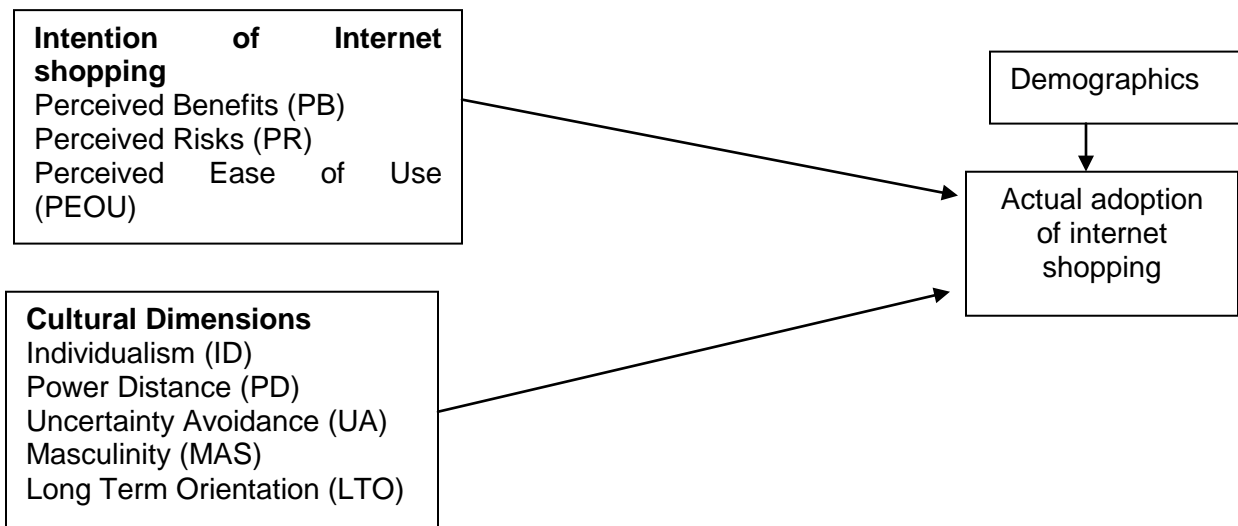 Intention of Internet
shopping
Perceived Benefits (PB)
Perceived Risks (PR)
Perceived Ease of Use
(PEOU)
Demographics
Actual adoption
of internet
shopping
Cultural Dimensions
Individualism (ID)
Power Distance (PD)
Uncertainty Avoidance (UA)
Masculinity (MAS)
Long Term Orientation (LTO)